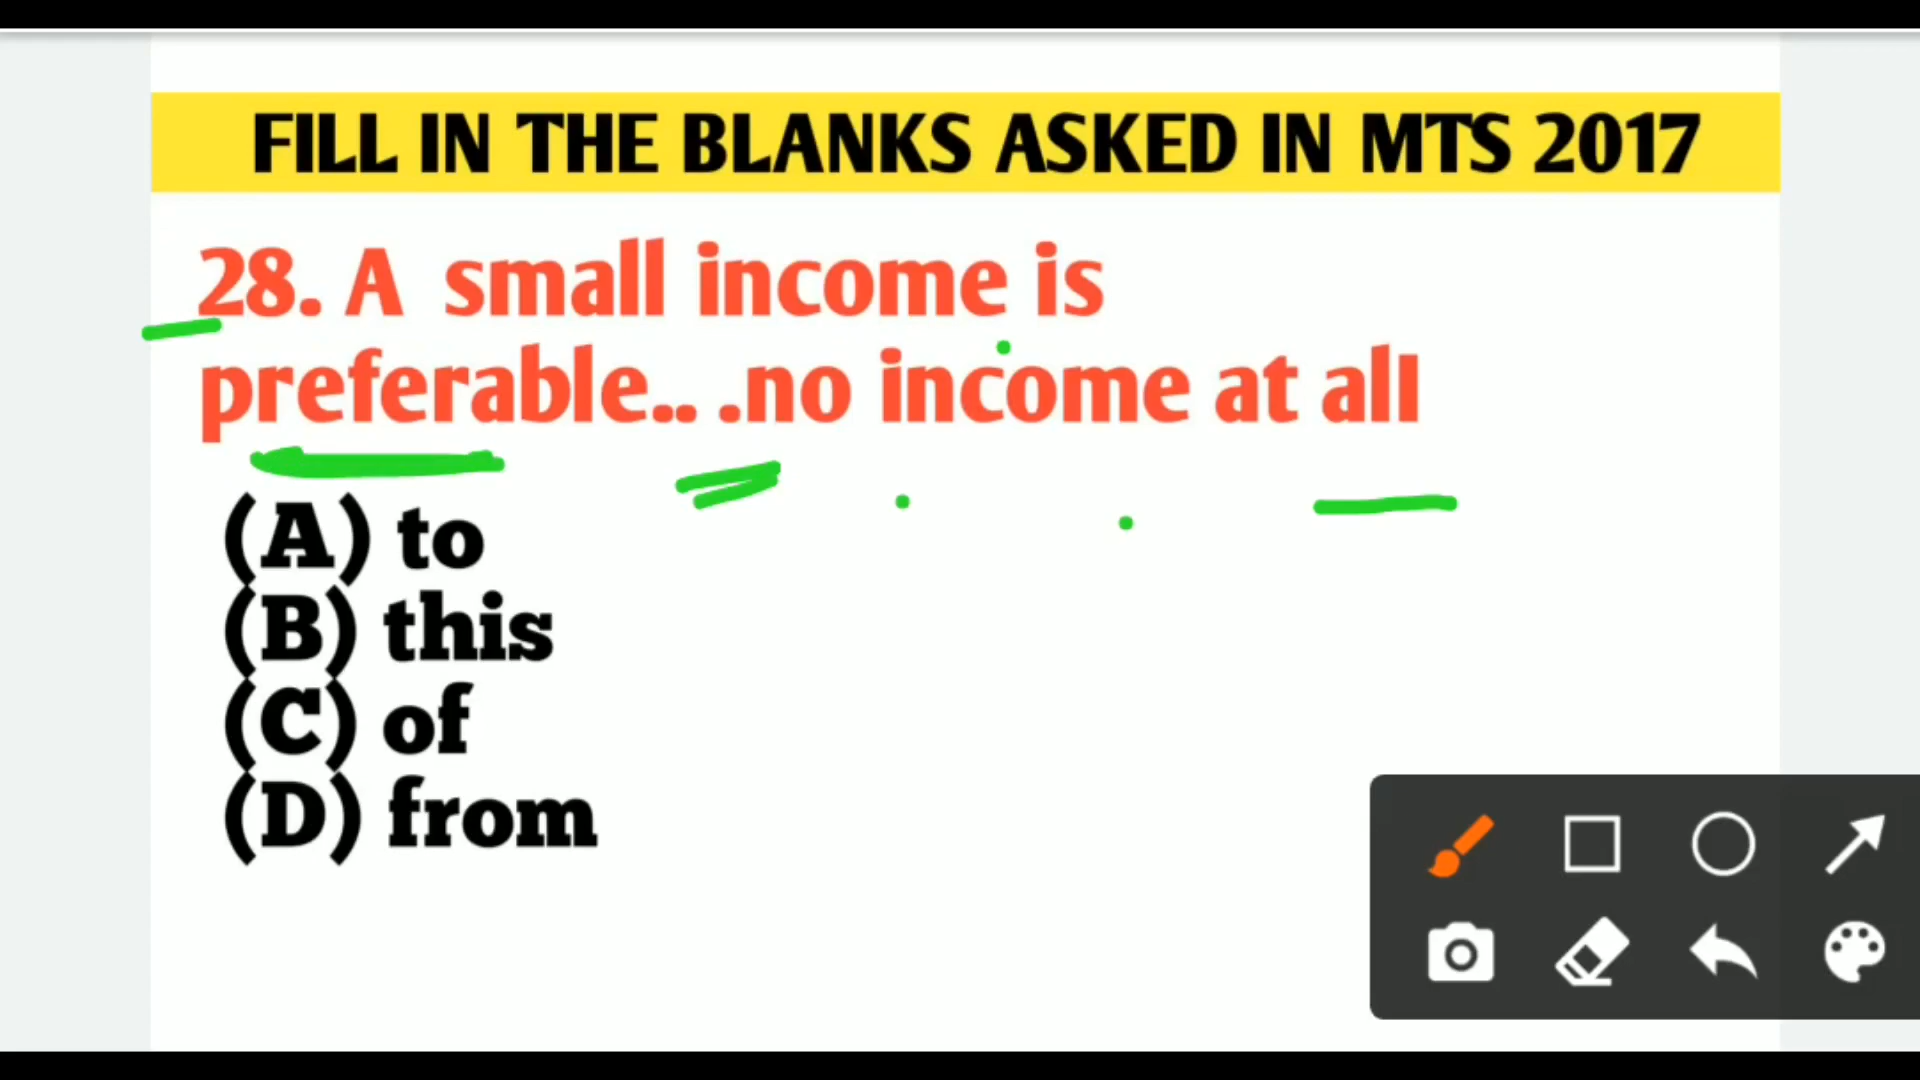 FILL IN THE BLANKS ASKED IN MTS 2017
28. A small income is
preferable.. .no income at all
(A) to
(B) this
(C) of
(D) from